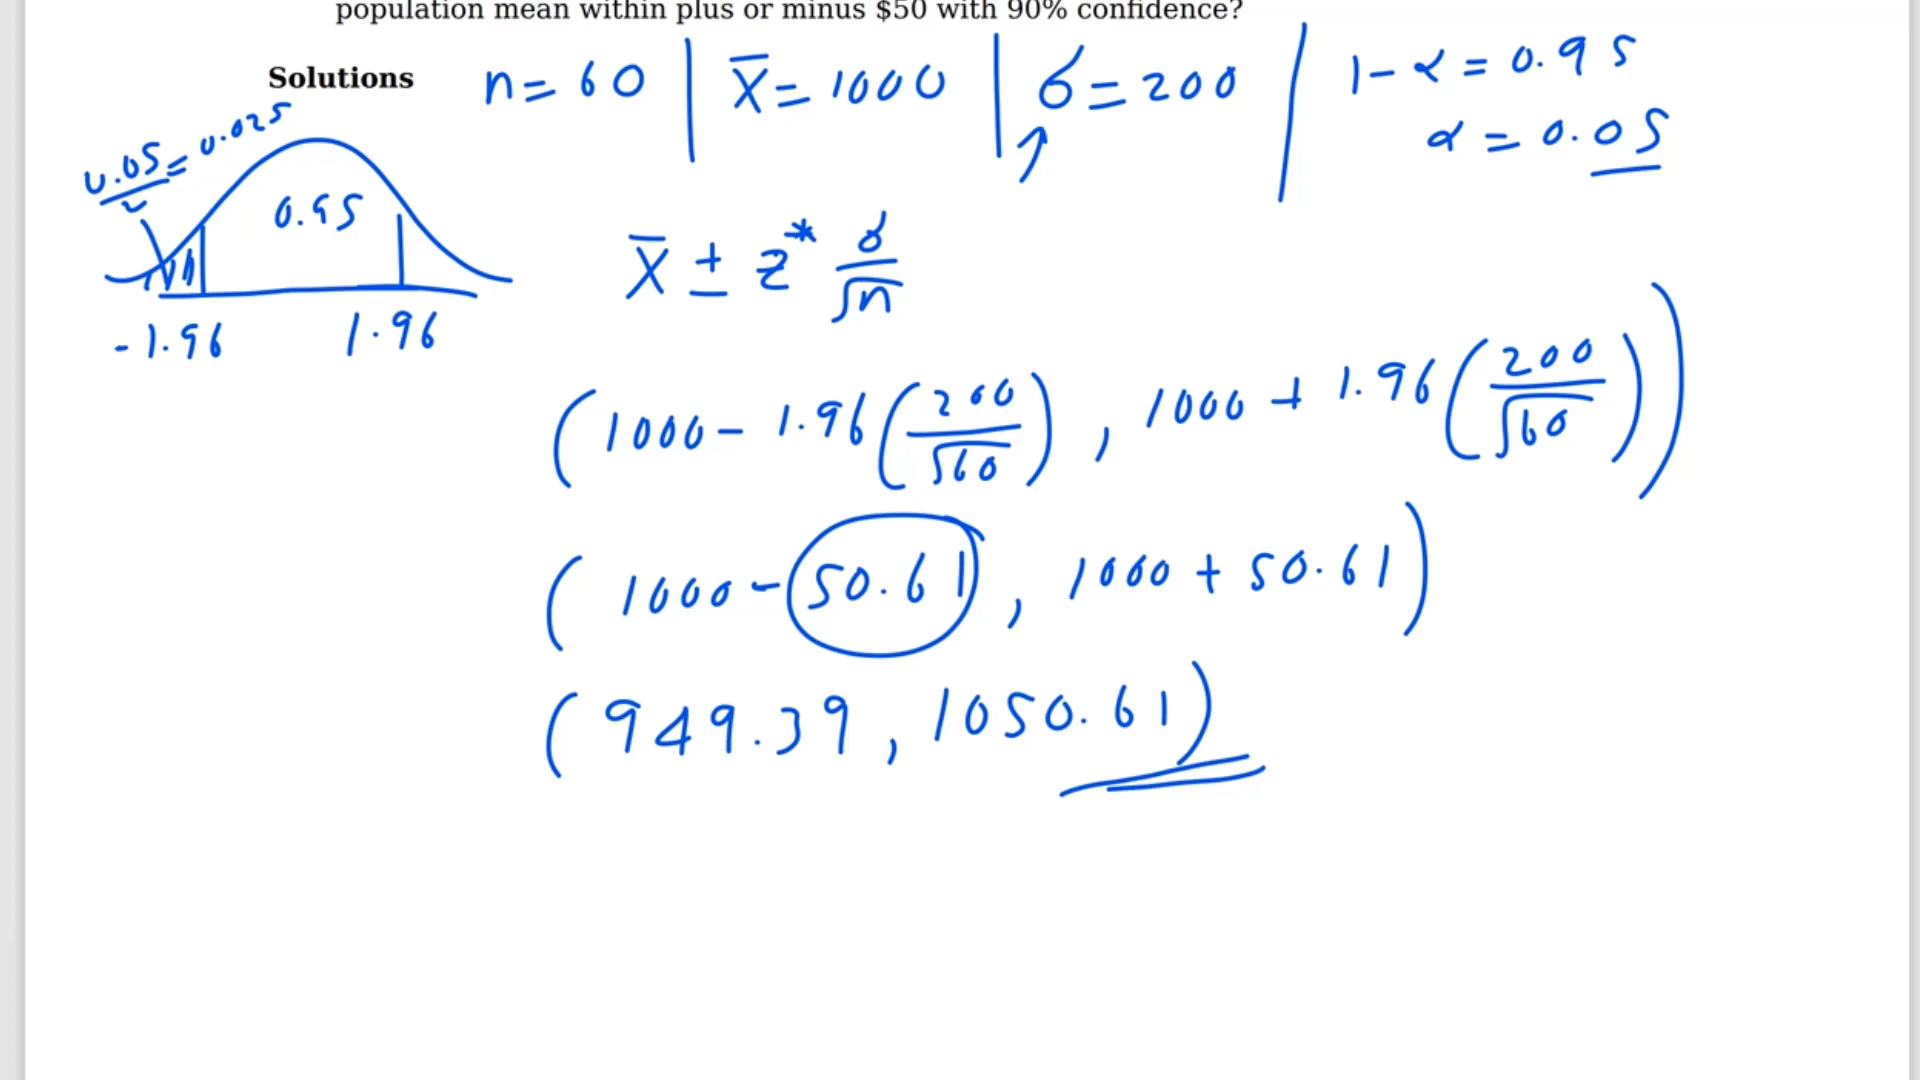 population mean within plus or minus $50 with 90% confidence?
Solutions n = 60 | x̄ = 1000 | σ = 200 | 1 - α = 0.95
α = 0.05
0.05/2 = 0.025
0.95
-1.96 1.96
x̄ ± z* σ/√n
(1000 - 1.96(200/√60), 1000 + 1.96(200/√60))
(1000 - 50.61, 1000 + 50.61)
(949.39, 1050.61)